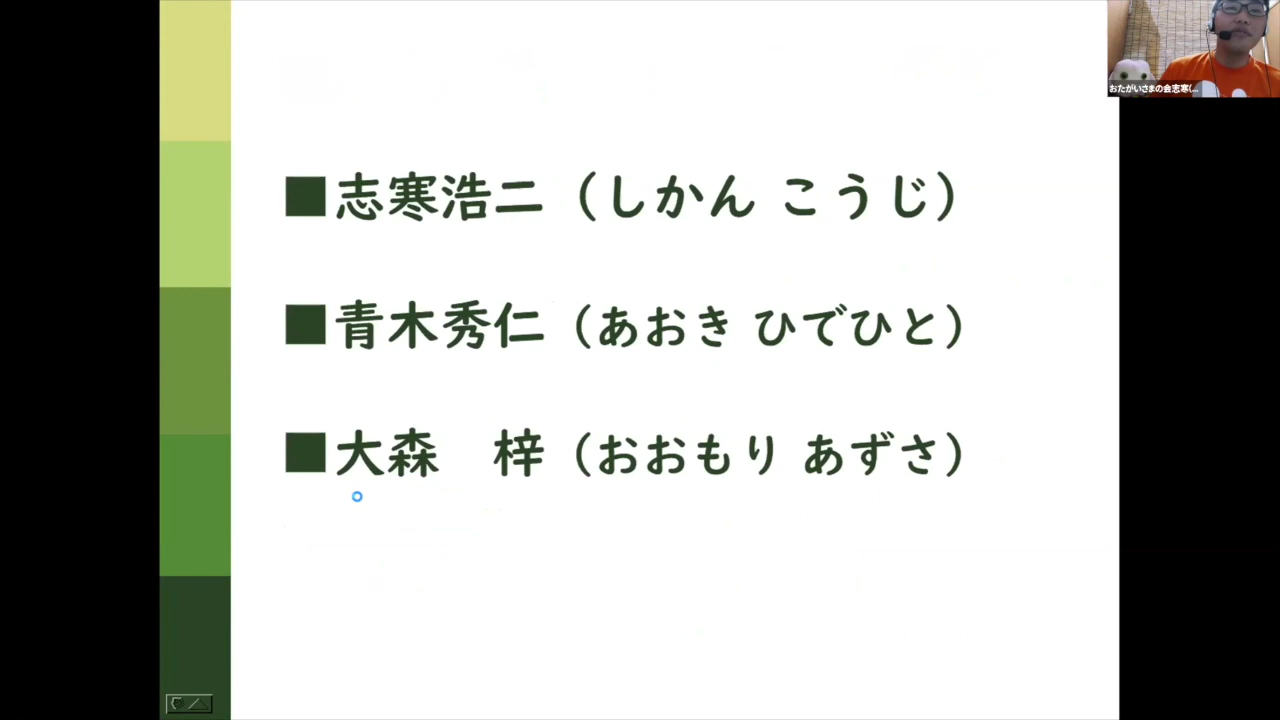 ■志寒浩二（しかん こうじ）
■青木秀仁（あおき ひでひと）
■大森　梓（おおもり あずさ）
おたがいさまの会志寒(...